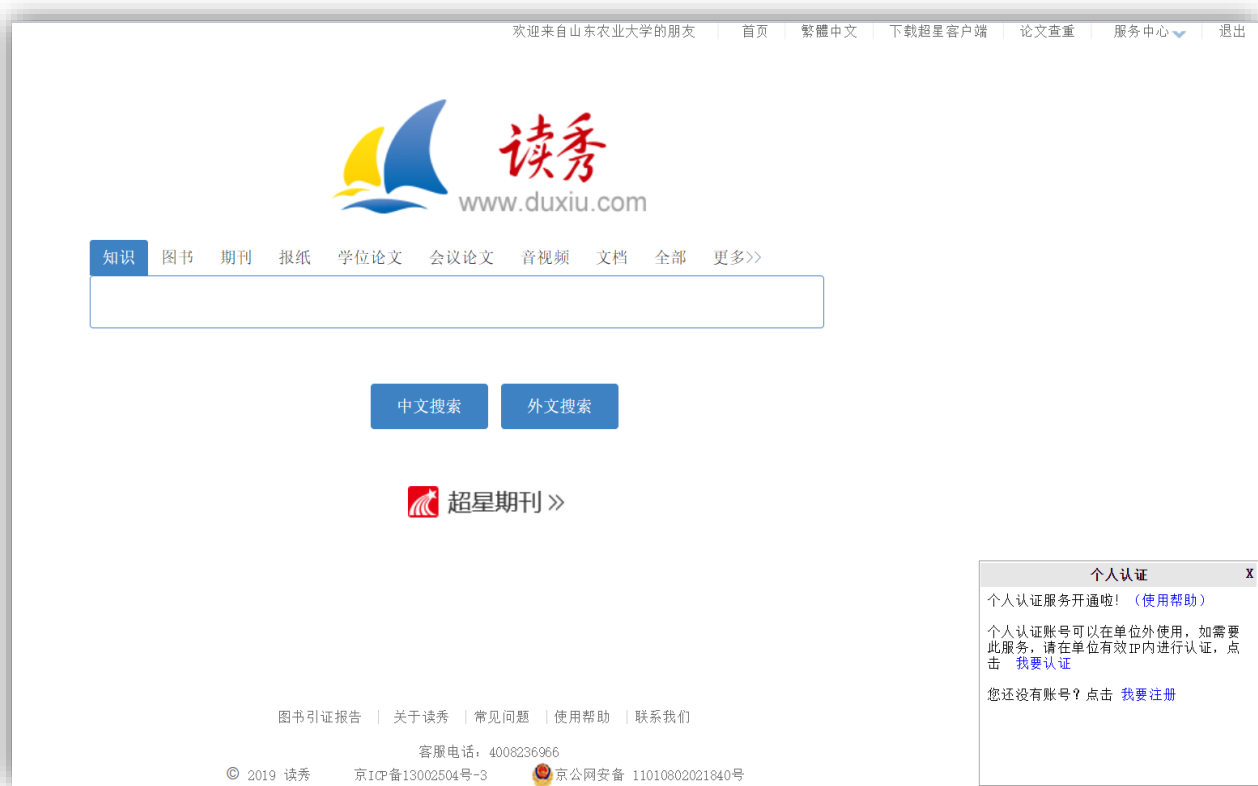 欢迎来自山东农业大学的朋友 首页 繁體中文 下载超星客户端 论文查重 服务中心 退出
读秀
www.duxiu.com
知识 图书 期刊 报纸 学位论文 会议论文 音视频 文档 全部 更多>>
中文搜索 外文搜索
超星期刊 »
个人认证 X
个人认证服务开通啦! (使用帮助)
个人认证账号可以在单位外使用,如需要
此服务,请在单位有效IP内进行认证,点
击 我要认证
您还没有账号?点击 我要注册
图书引证报告 | 关于读秀 | 常见问题 | 使用帮助 | 联系我们
客服电话:4008236966
© 2019 读秀 京ICP备13002504号-3 京公网安备 11010802021840号